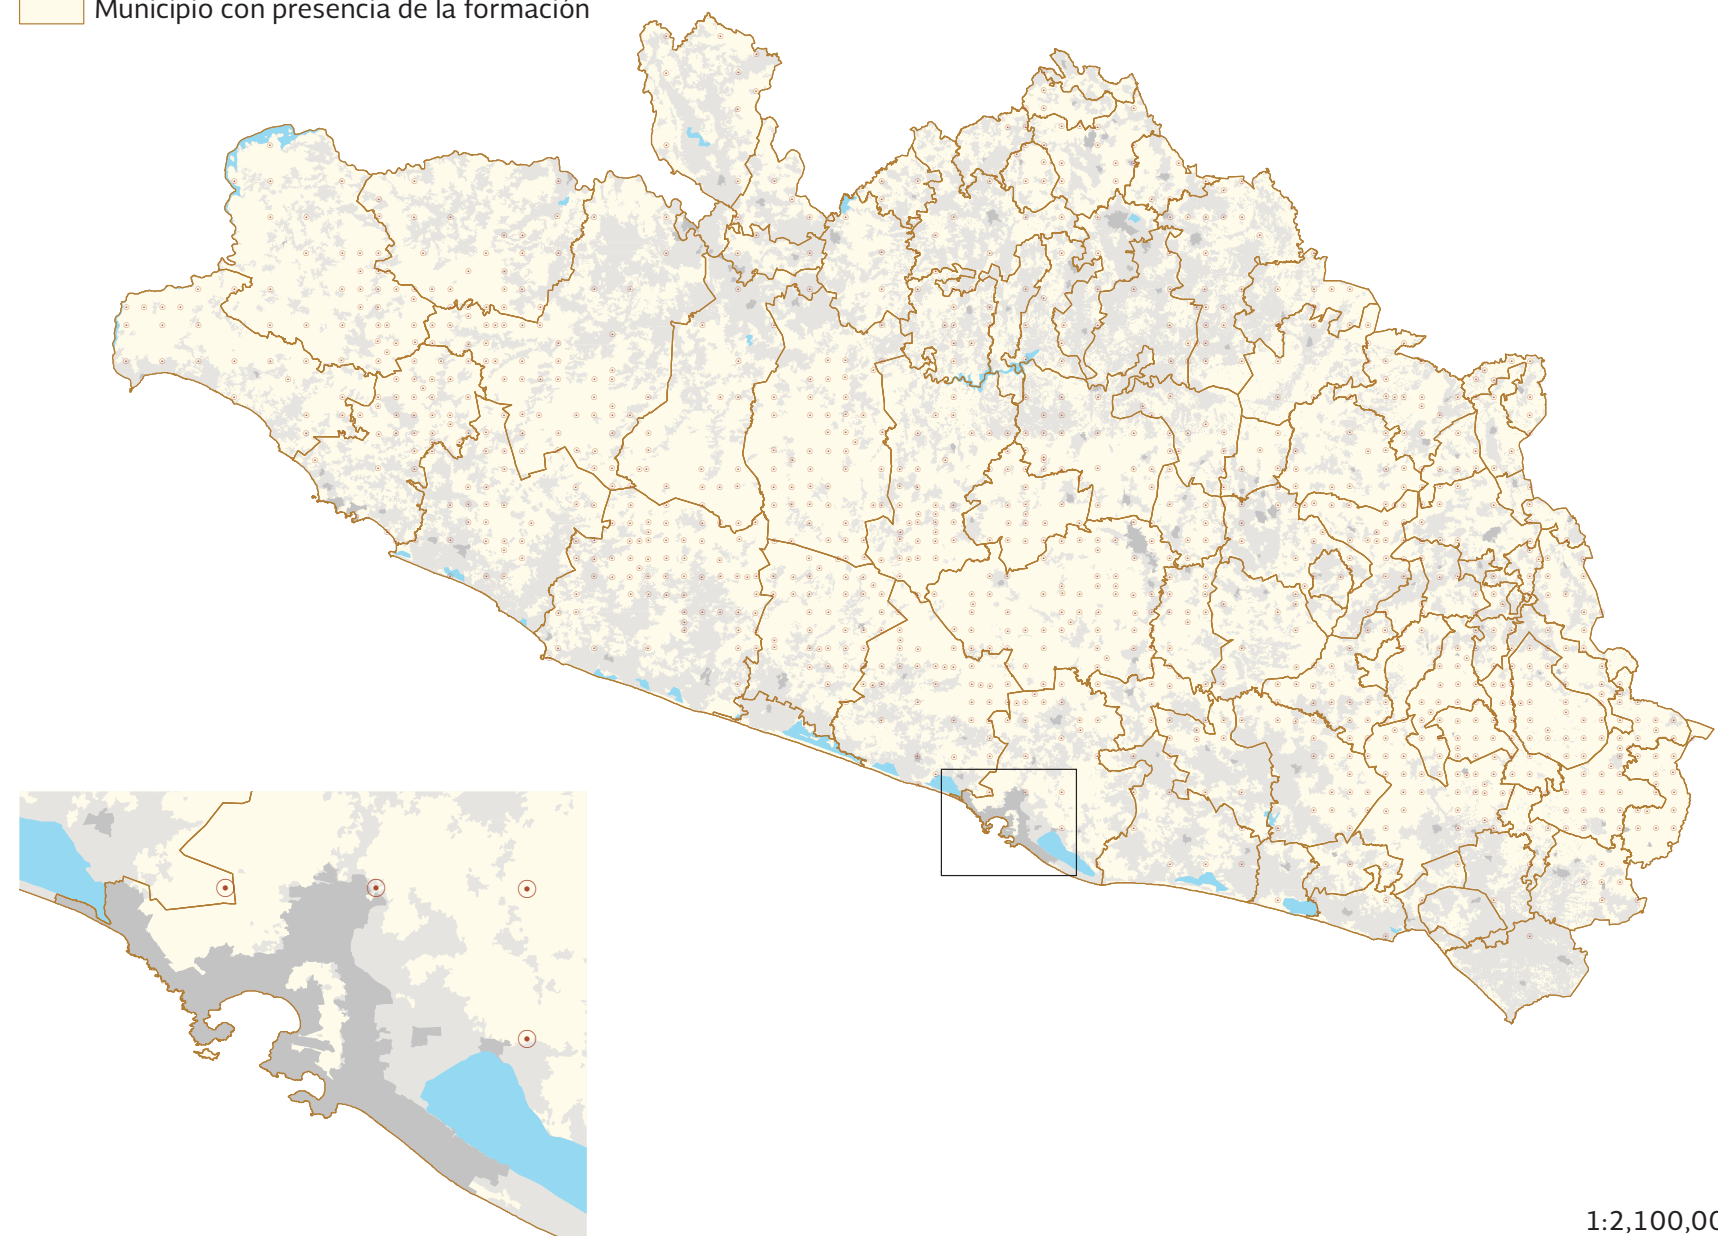 Municipio con presencia de la formación
1:2,100,00